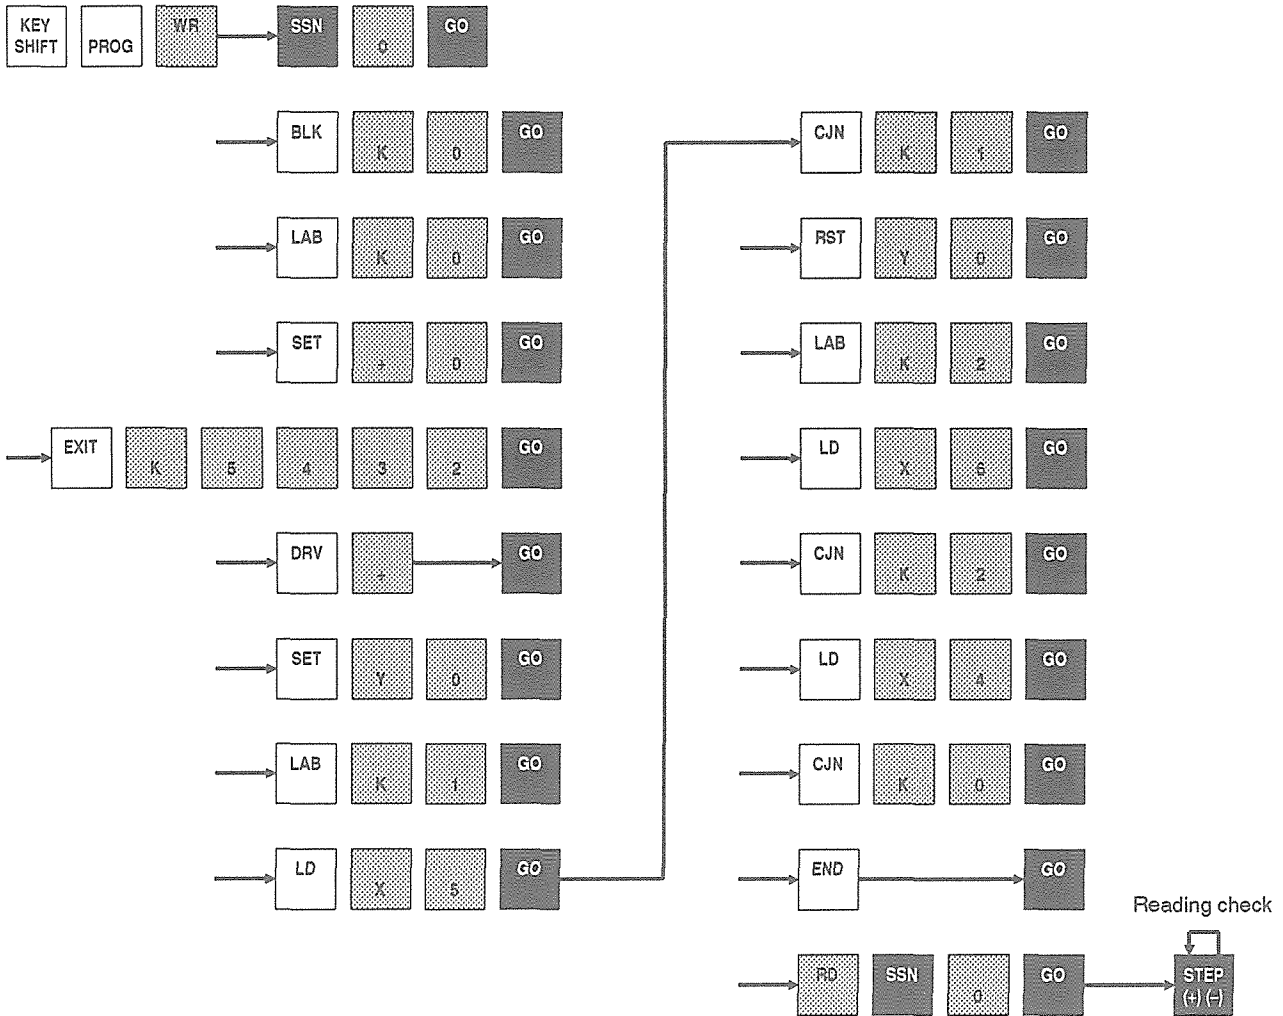 KEY SHIFT PROG WR SSN 0 GO
BLK K 0 GO
LAB K 0 GO
SET + 0 GO
EXIT K 5 4 3 2 GO
DRV + GO
SET Y 0 GO
LAB K 1 GO
LD X 5 GO
CJN K 1 GO
RST Y 0 GO
LAB K 2 GO
LD X 6 GO
CJN K 2 GO
LD X 4 GO
CJN K 0 GO
END GO
Reading check
RD SSN 0 GO STEP (+) (−)